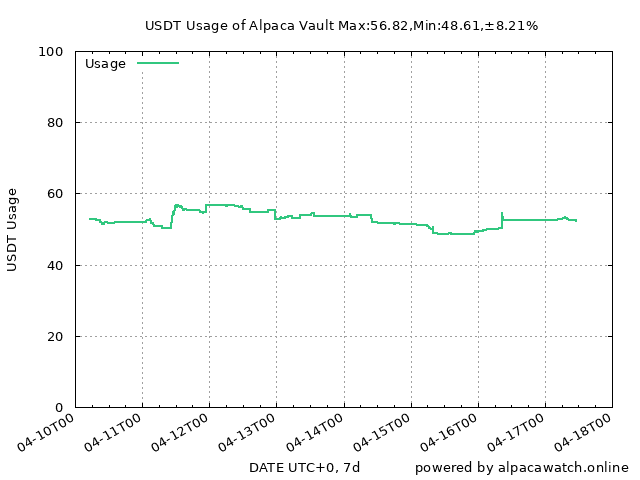 USDT Usage of Alpaca Vault Max:56.82,Min:48.61,±8.21%
100
80
60
40
20
0
Usage
USDT Usage
04-10T00
04-11T00
04-12T00
04-13T00
04-14T00
04-15T00
04-16T00
04-17T00
04-18T00
DATE UTC+0, 7d
powered by alpacawatch.online